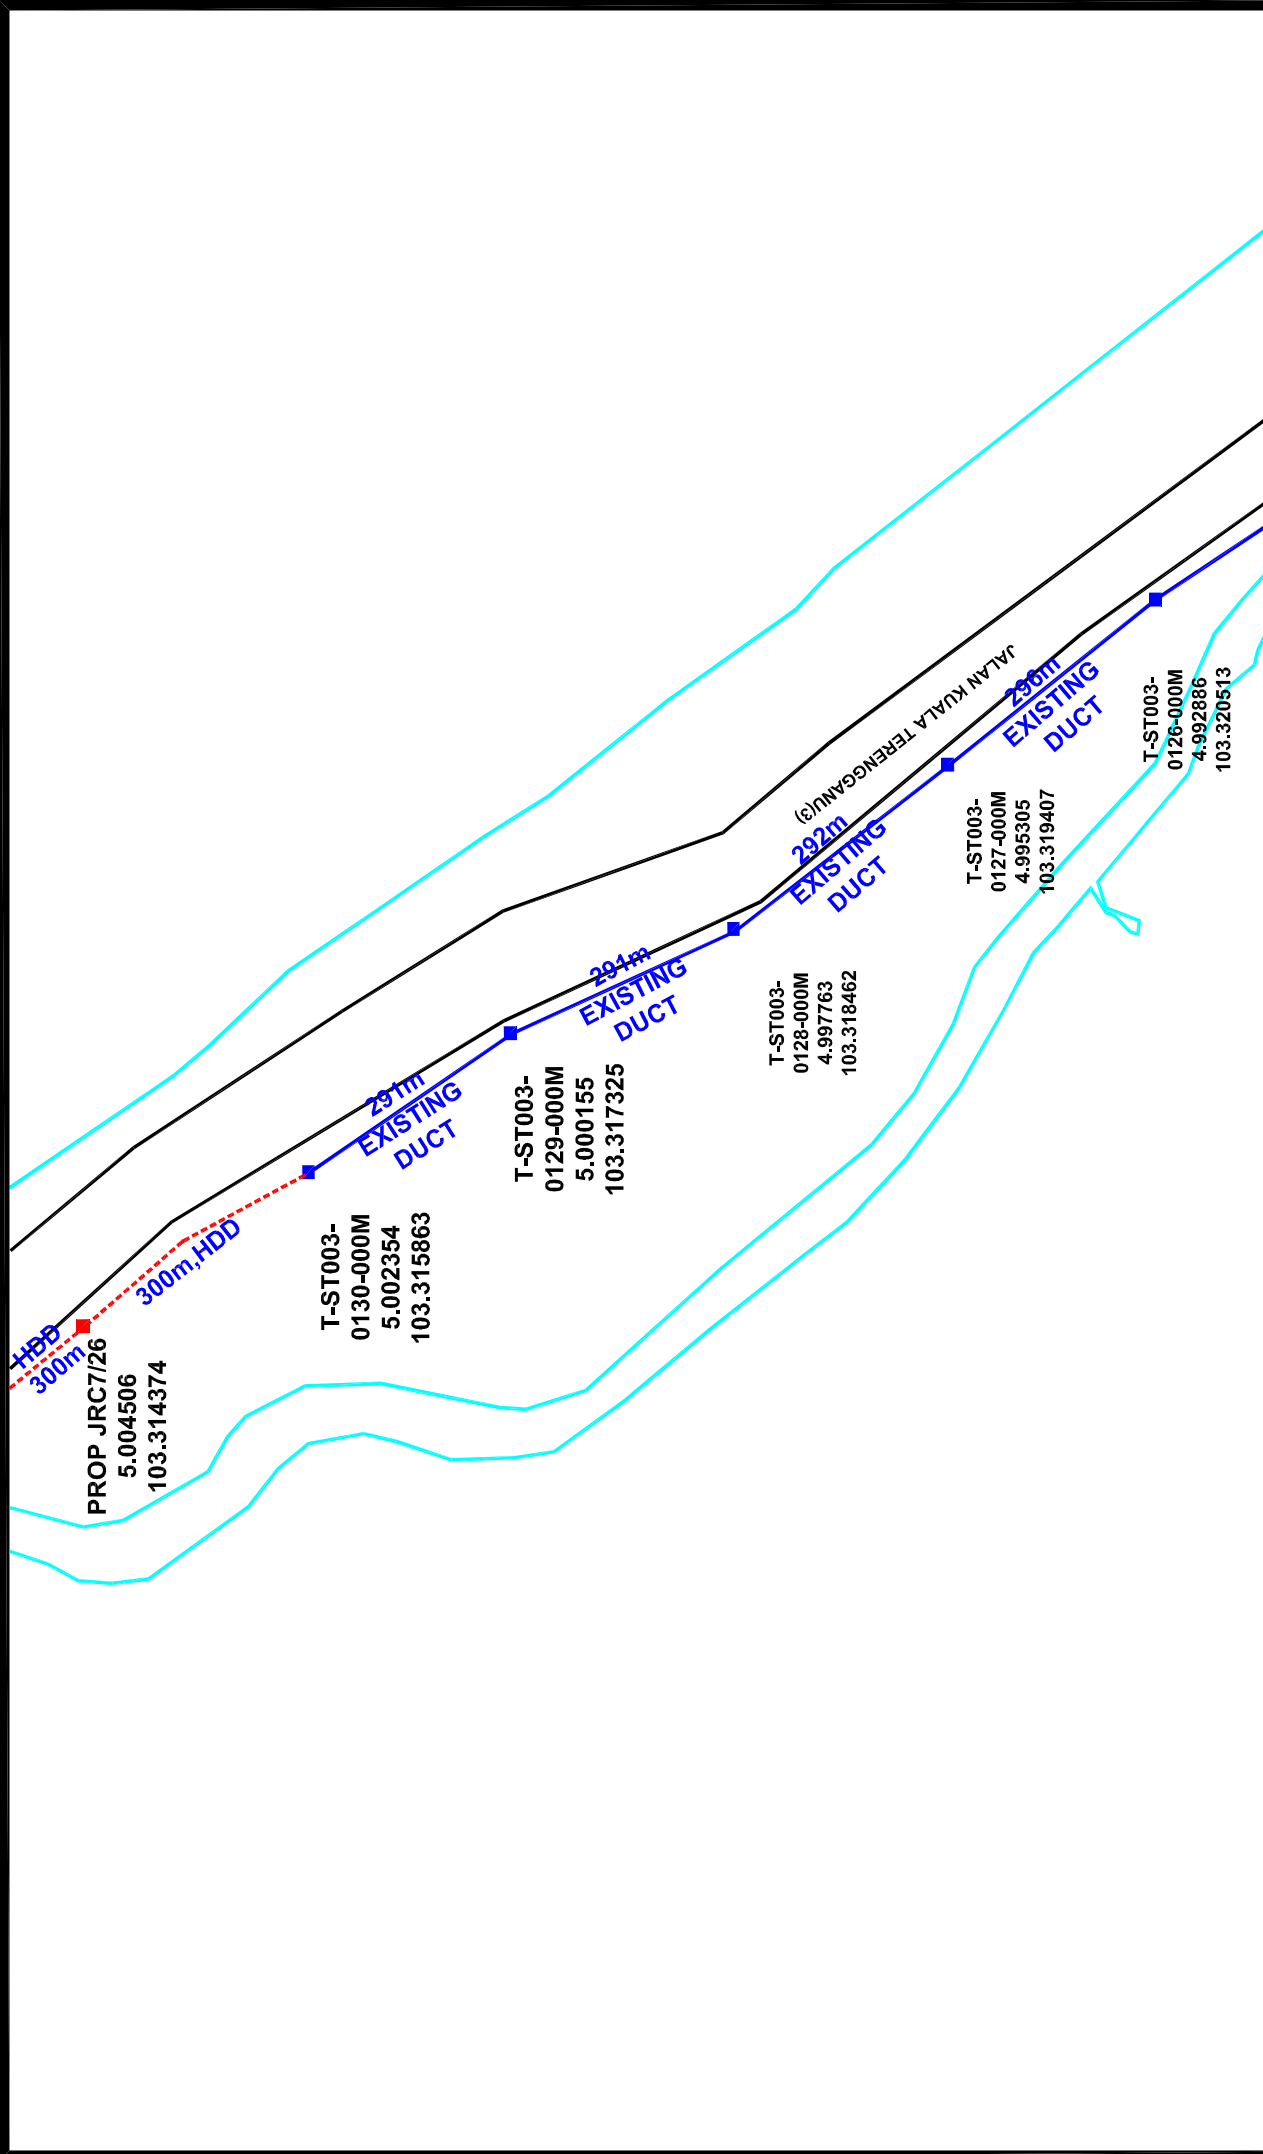 HDD
300m
PROP JRC7/26
5.004506
103.314374
300m,HDD
T-ST003-
0130-000M
5.002354
103.315863
291m
EXISTING
DUCT
T-ST003-
0129-000M
5.000155
103.317325
291m
EXISTING
DUCT
T-ST003-
0128-000M
4.997763
103.318462
292m
EXISTING
DUCT
JALAN KUALA TERENGGANU(3)
T-ST003-
0127-000M
4.995305
103.319407
296m
EXISTING
DUCT
T-ST003-
0126-000M
4.992886
103.320513